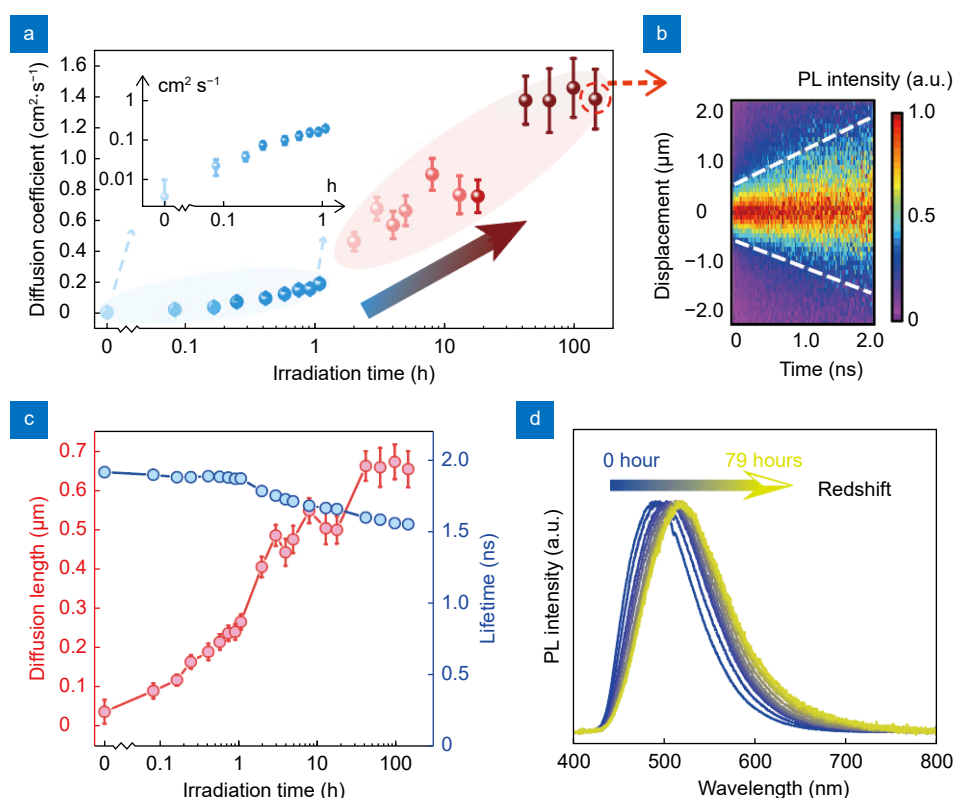 a
Diffusion coefficient (cm²·s⁻¹)
1.6
1.4
1.2
1.0
0.8
0.6
0.4
0.2
0
cm² s⁻¹
1
0.1
0.01
0
0.1
1
h
0
0.1
1
10
100
Irradiation time (h)
b
PL intensity (a.u.)
Displacement (μm)
2.0
1.0
0
−1.0
−2.0
1.0
0.5
0
0
1.0
2.0
Time (ns)
c
Diffusion length (μm)
0.7
0.6
0.5
0.4
0.3
0.2
0.1
0
2.0
1.5
1.0
0.5
0
Lifetime (ns)
0
0.1
1
10
100
Irradiation time (h)
d
0 hour
79 hours
Redshift
PL intensity (a.u.)
400
500
600
700
800
Wavelength (nm)